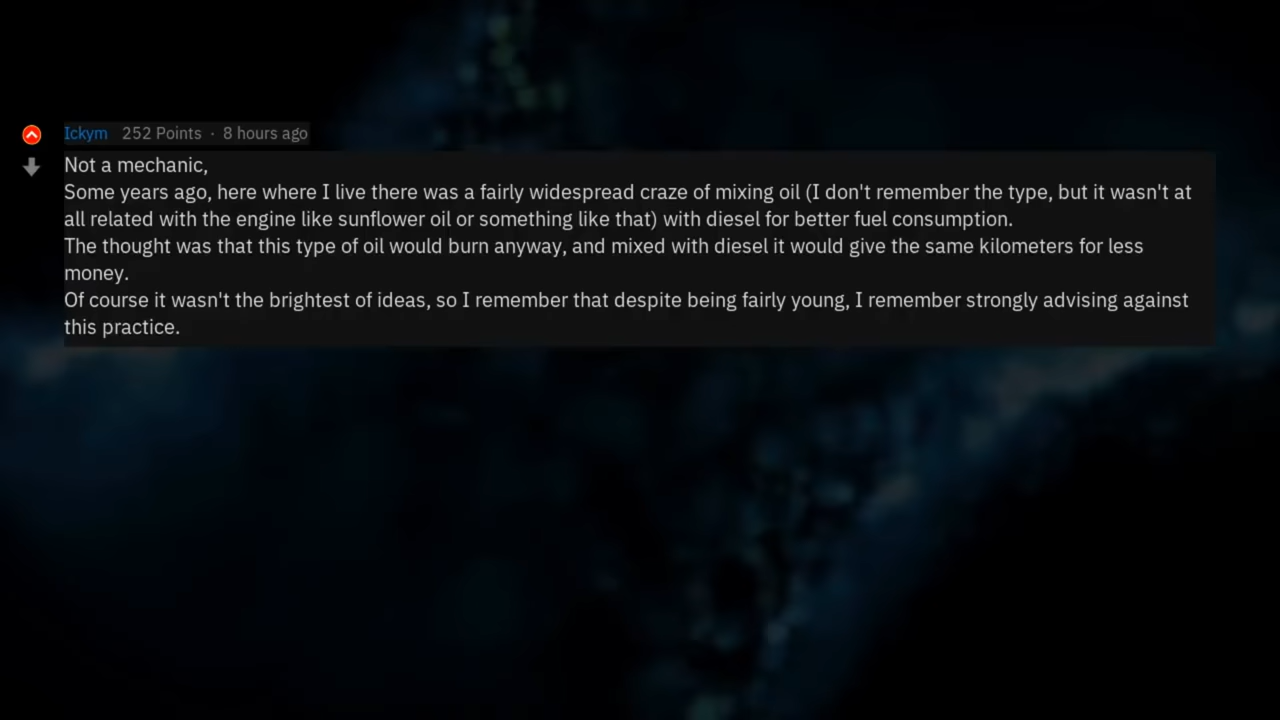 Ickym 252 Points · 8 hours ago
Not a mechanic,
Some years ago, here where I live there was a fairly widespread craze of mixing oil (I don't remember the type, but it wasn't at
all related with the engine like sunflower oil or something like that) with diesel for better fuel consumption.
The thought was that this type of oil would burn anyway, and mixed with diesel it would give the same kilometers for less
money.
Of course it wasn't the brightest of ideas, so I remember that despite being fairly young, I remember strongly advising against
this practice.